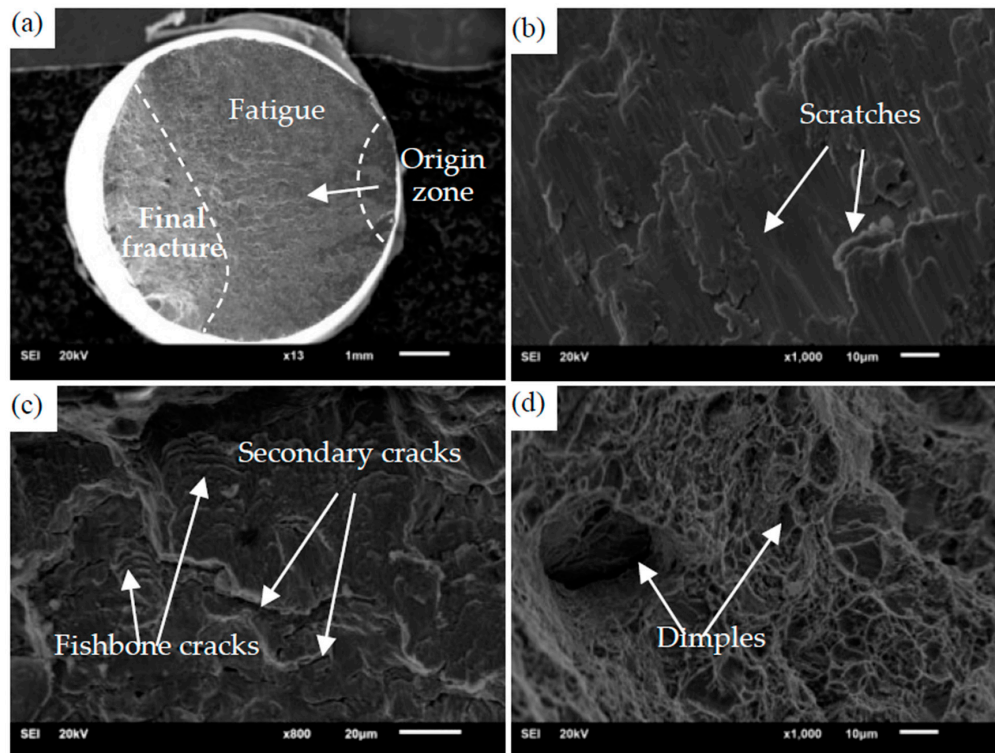 (a)
Fatigue
Origin
zone
Final
fracture
SEI 20kV x13 1mm
(b)
Scratches
SEI 20kV x1,000 10μm
(c)
Secondary cracks
Fishbone cracks
SEI 20kV x800 20μm
(d)
Dimples
SEI 20kV x1,000 10μm